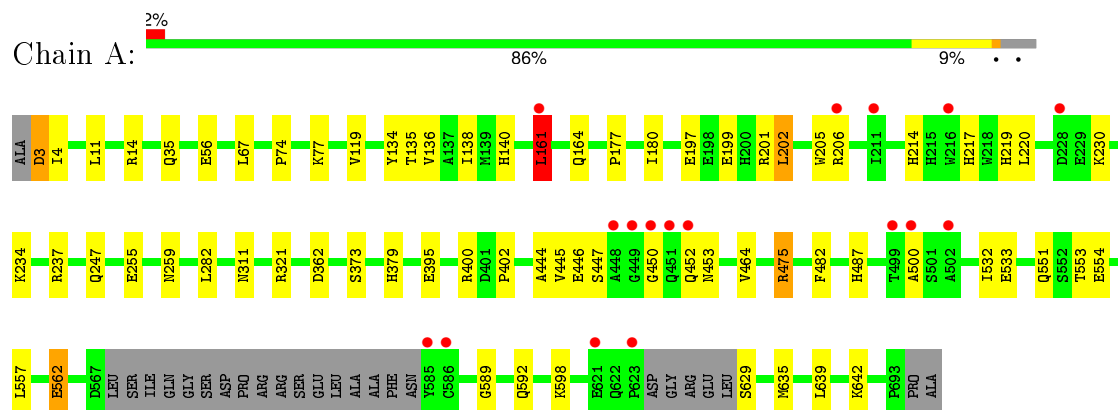 2%
Chain A:
86% 9% • •
ALA D3 I4 L11 R14 Q35 E56 L67 P74 K77 V119 Y134 T135 V136 A137 I138 M139 H140 L161 Q164 P177 I180 E197 E198 E199 H200 R201 L202 W205 R206 I211 H214 H215 W216 H217 W218 H219 L220 D228 E229 K230
K234 R237 Q247 E255 N259 L282 N311 R321 D362 S373 H379 E395 R400 D401 P402 A444 V445 E446 S447 A448 G449 G450 Q451 Q452 N453 V464 R475 F482 H487 T499 A500 S501 A502 I532 E533 Q551 S552 T553 E554
L557 E562 D567 LEU SER ILE GLN GLY SER ASP PRO ARG ARG SER GLU LEU ALA ALA PHE ASN Y585 C586 G589 Q592 K598 E621 Q622 P623 ASP GLY ARG GLU LEU S629 M635 L639 K642 P693 PRO ALA